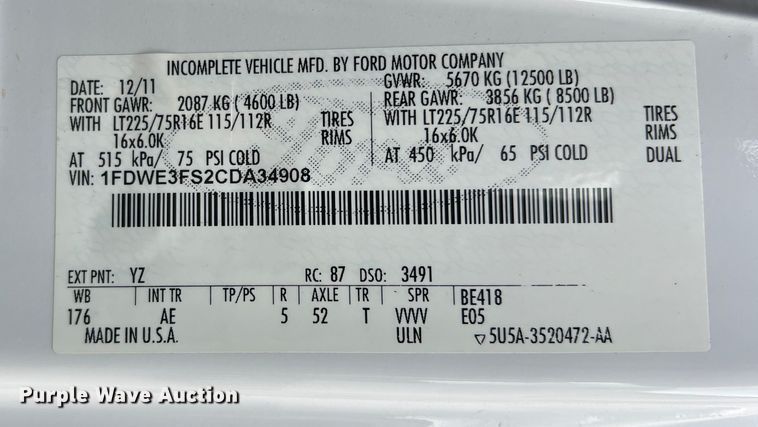 INCOMPLETE VEHICLE MFD. BY FORD MOTOR COMPANY
DATE: 12/11 GVWR: 5670 KG (12500 LB)
FRONT GAWR: 2087 KG ( 4600 LB) REAR GAWR: 3856 KG ( 8500 LB)
WITH LT225/75R16E 115/112R TIRES WITH LT225/75R16E 115/112R TIRES
16x6.0K RIMS 16x6.0K RIMS
AT 515 kPa/ 75 PSI COLD AT 450 kPa/ 65 PSI COLD DUAL
VIN: 1FDWE3FS2CDA34908
EXT PNT: YZ RC: 87 DSO: 3491
WB INT TR TP/PS R AXLE TR SPR BE418
176 AE 5 52 T VVVV E05
MADE IN U.S.A. ULN ▽5U5A-3520472-AA
Purple Wave Auction